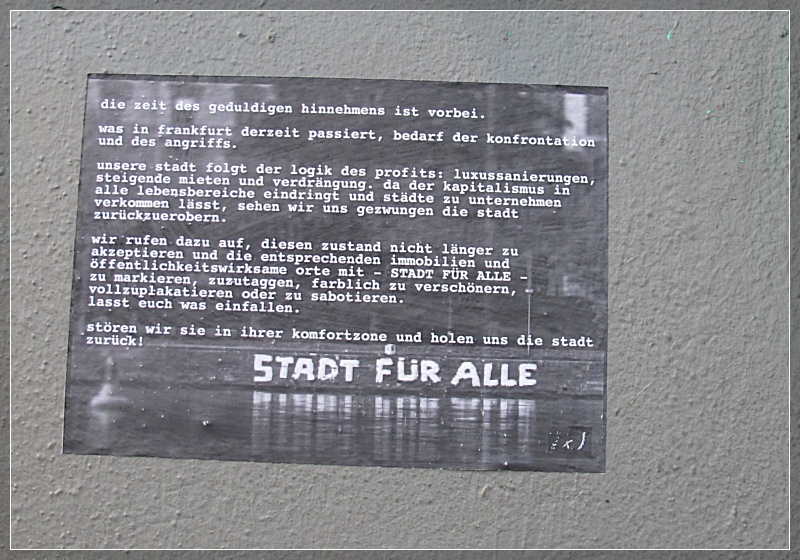 die zeit des geduldigen hinnehmens ist vorbei.
was in frankfurt derzeit passiert, bedarf der konfrontation
und des angriffs.
unsere stadt folgt der logik des profits: luxussanierungen,
steigende mieten und verdrängung. da der kapitalismus in
alle lebensbereiche eindringt und städte zu unternehmen
verkommen lässt, sehen wir uns gezwungen die stadt
zurückzuerobern.
wir rufen dazu auf, diesen zustand nicht länger zu
akzeptieren und die entsprechenden immobilien und
öffentlichkeitswirksame orte mit - STADT FÜR ALLE -
zu markieren, zuzutaggen, farblich zu verschönern,
vollzuplakatieren oder zu sabotieren.
lasst euch was einfallen.
stören wir sie in ihrer komfortzone und holen uns die stadt
zurück!
STADT FÜR ALLE